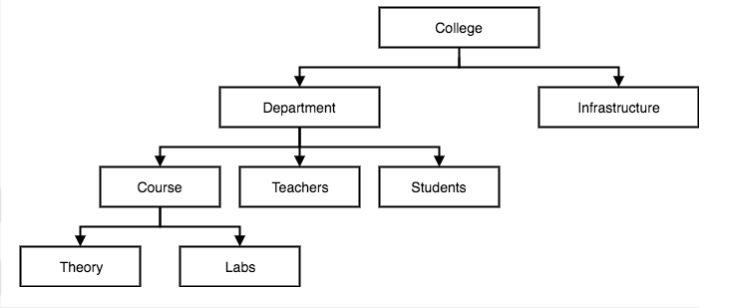 College
Department
Infrastructure
Course
Teachers
Students
Theory
Labs